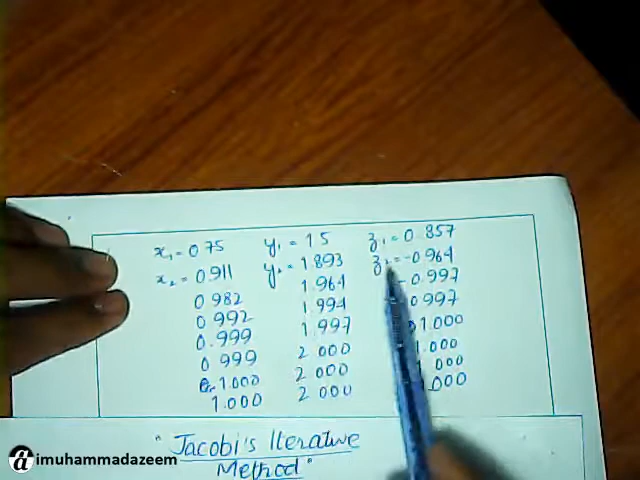 x₁ = 0.75 y₁ = 1.5 z₁ = 0.857
x₂ = 0.911 y₂ = 1.893 z₂ = -0.964
0.982 1.964 -0.997
0.992 1.994 0.997
0.999 1.997 1.000
0.999 2.000 1.000
1.000 2.000 1.000
1.000 2.000 1.000
"Jacobi's Iterative
Method"
a imuhammadazeem